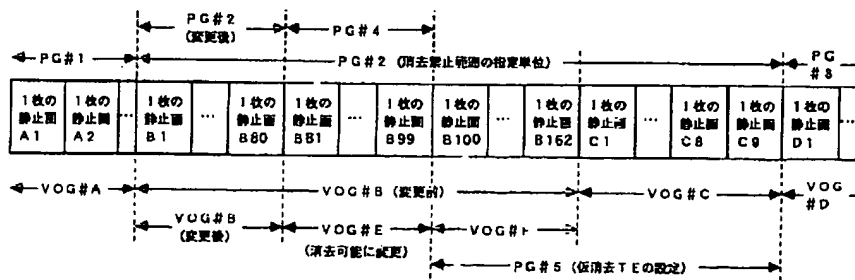 PG#2
(変更後)
PG#4
PG#1
PG#2 (消去禁止範囲の指定単位)
PG
#3
1枚の
静止画
A1
1枚の
静止画
A2
…
1枚の
静止画
B1
…
1枚の
静止画
B80
1枚の
静止画
B81
…
1枚の
静止画
B99
1枚の
静止画
B100
…
1枚の
静止画
B162
1枚の
静止画
C1
…
1枚の
静止画
C8
1枚の
静止画
C9
1枚の
静止画
D1
…
VOG#A
VOG#B (変更前)
VOG#C
VOG
#D
VOG#B
(変更後)
VOG#E
(消去可能に変更)
VOG#F
PG#5 (仮消去TEの設定)